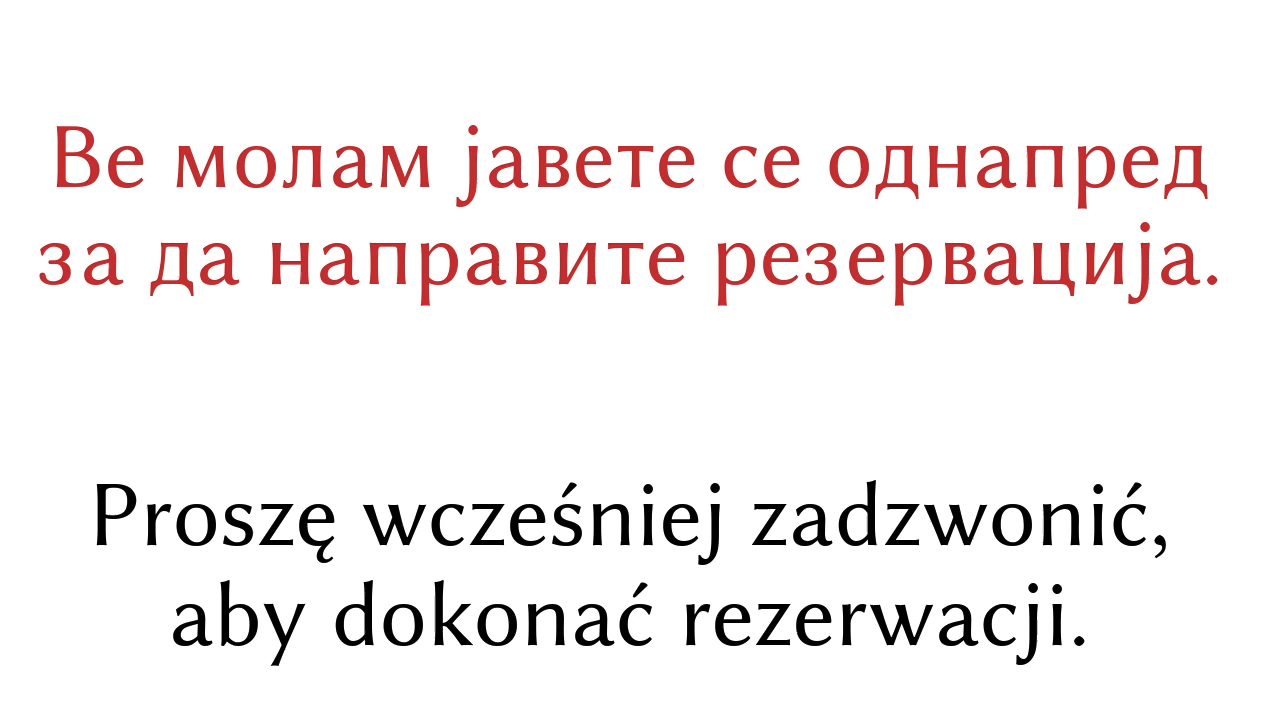 Ве молам јавете се однапред
за да направите резервација.
Proszę wcześniej zadzwonić,
aby dokonać rezerwacji.